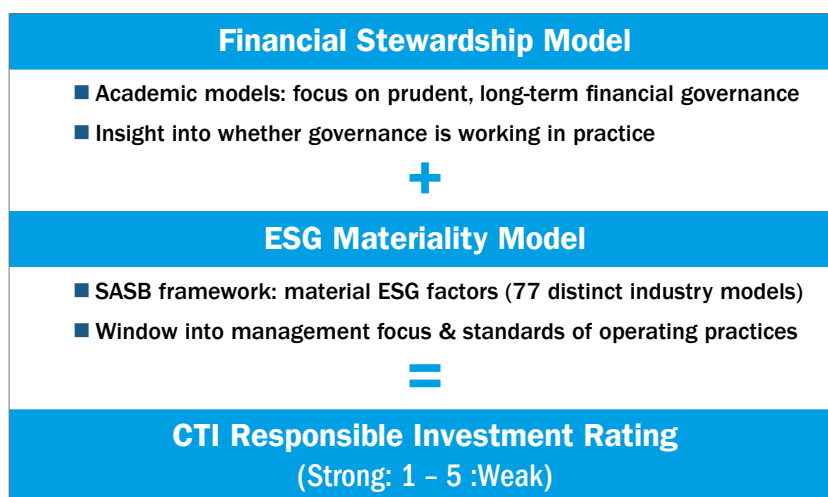 Financial Stewardship Model
■ Academic models: focus on prudent, long-term financial governance
■ Insight into whether governance is working in practice
+
ESG Materiality Model
■ SASB framework: material ESG factors (77 distinct industry models)
■ Window into management focus & standards of operating practices
=
CTI Responsible Investment Rating
(Strong: 1 – 5 :Weak)